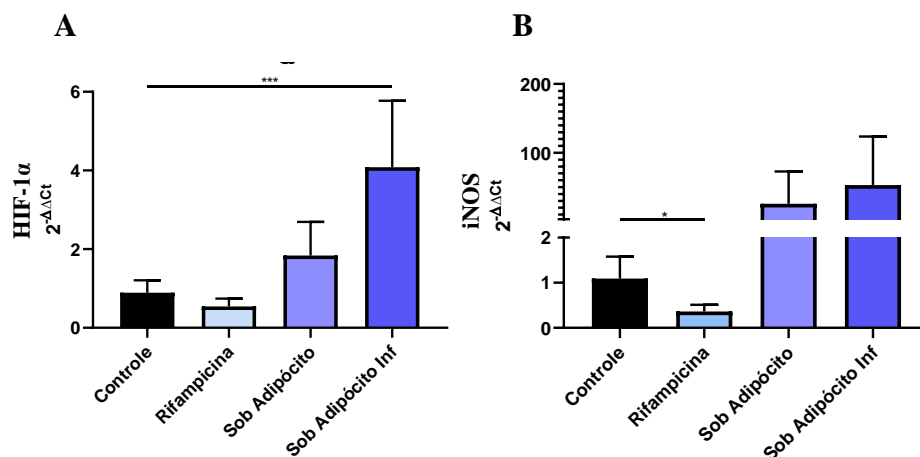 A
***
6
4
2
0
HIF-1α
2^-ΔΔCt
Controle
Rifampicina
Sob Adipócito
Sob Adipócito Inf
B
200
100
2
1
0
*
iNOS
2^-ΔΔCt
Controle
Rifampicina
Sob Adipócito
Sob Adipócito Inf